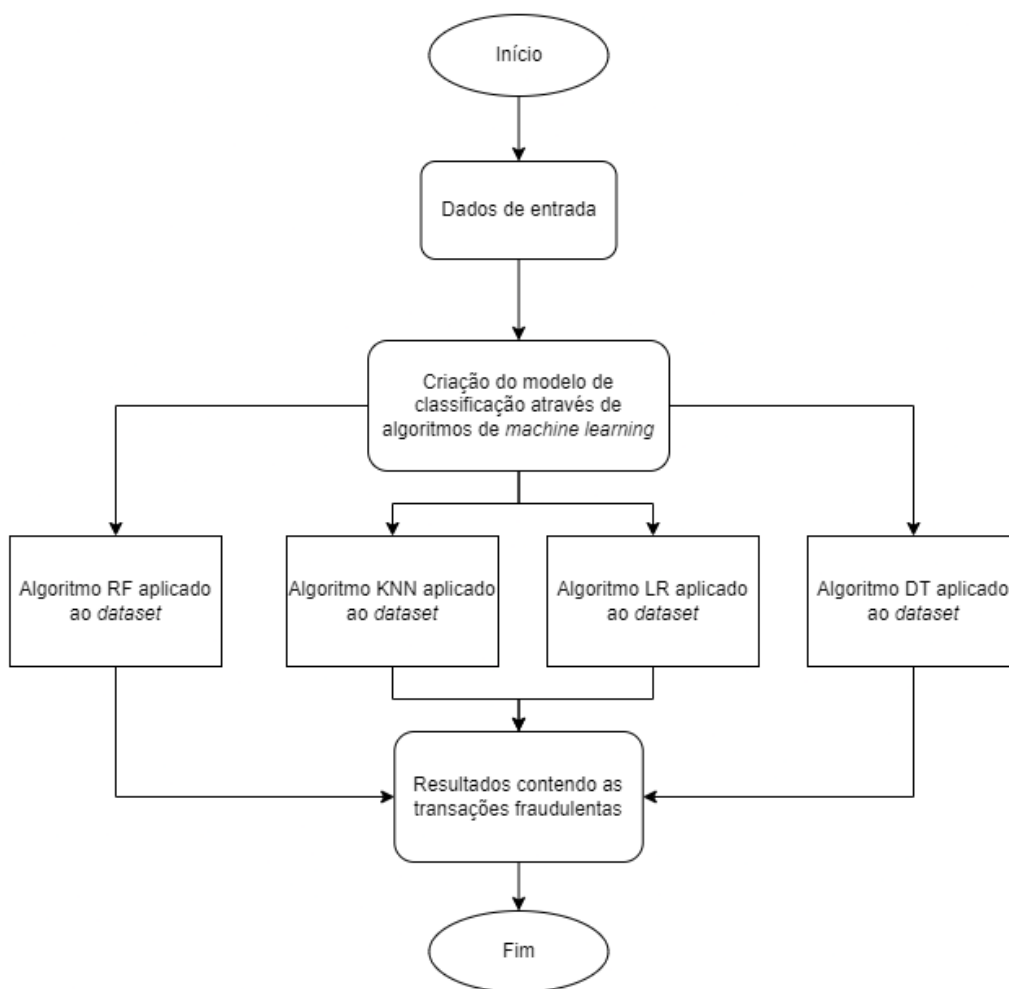 Início
Dados de entrada
Criação do modelo de
classificação através de
algoritmos de machine learning
Algoritmo RF aplicado
ao dataset
Algoritmo KNN aplicado
ao dataset
Algoritmo LR aplicado
ao dataset
Algoritmo DT aplicado
ao dataset
Resultados contendo as
transações fraudulentas
Fim